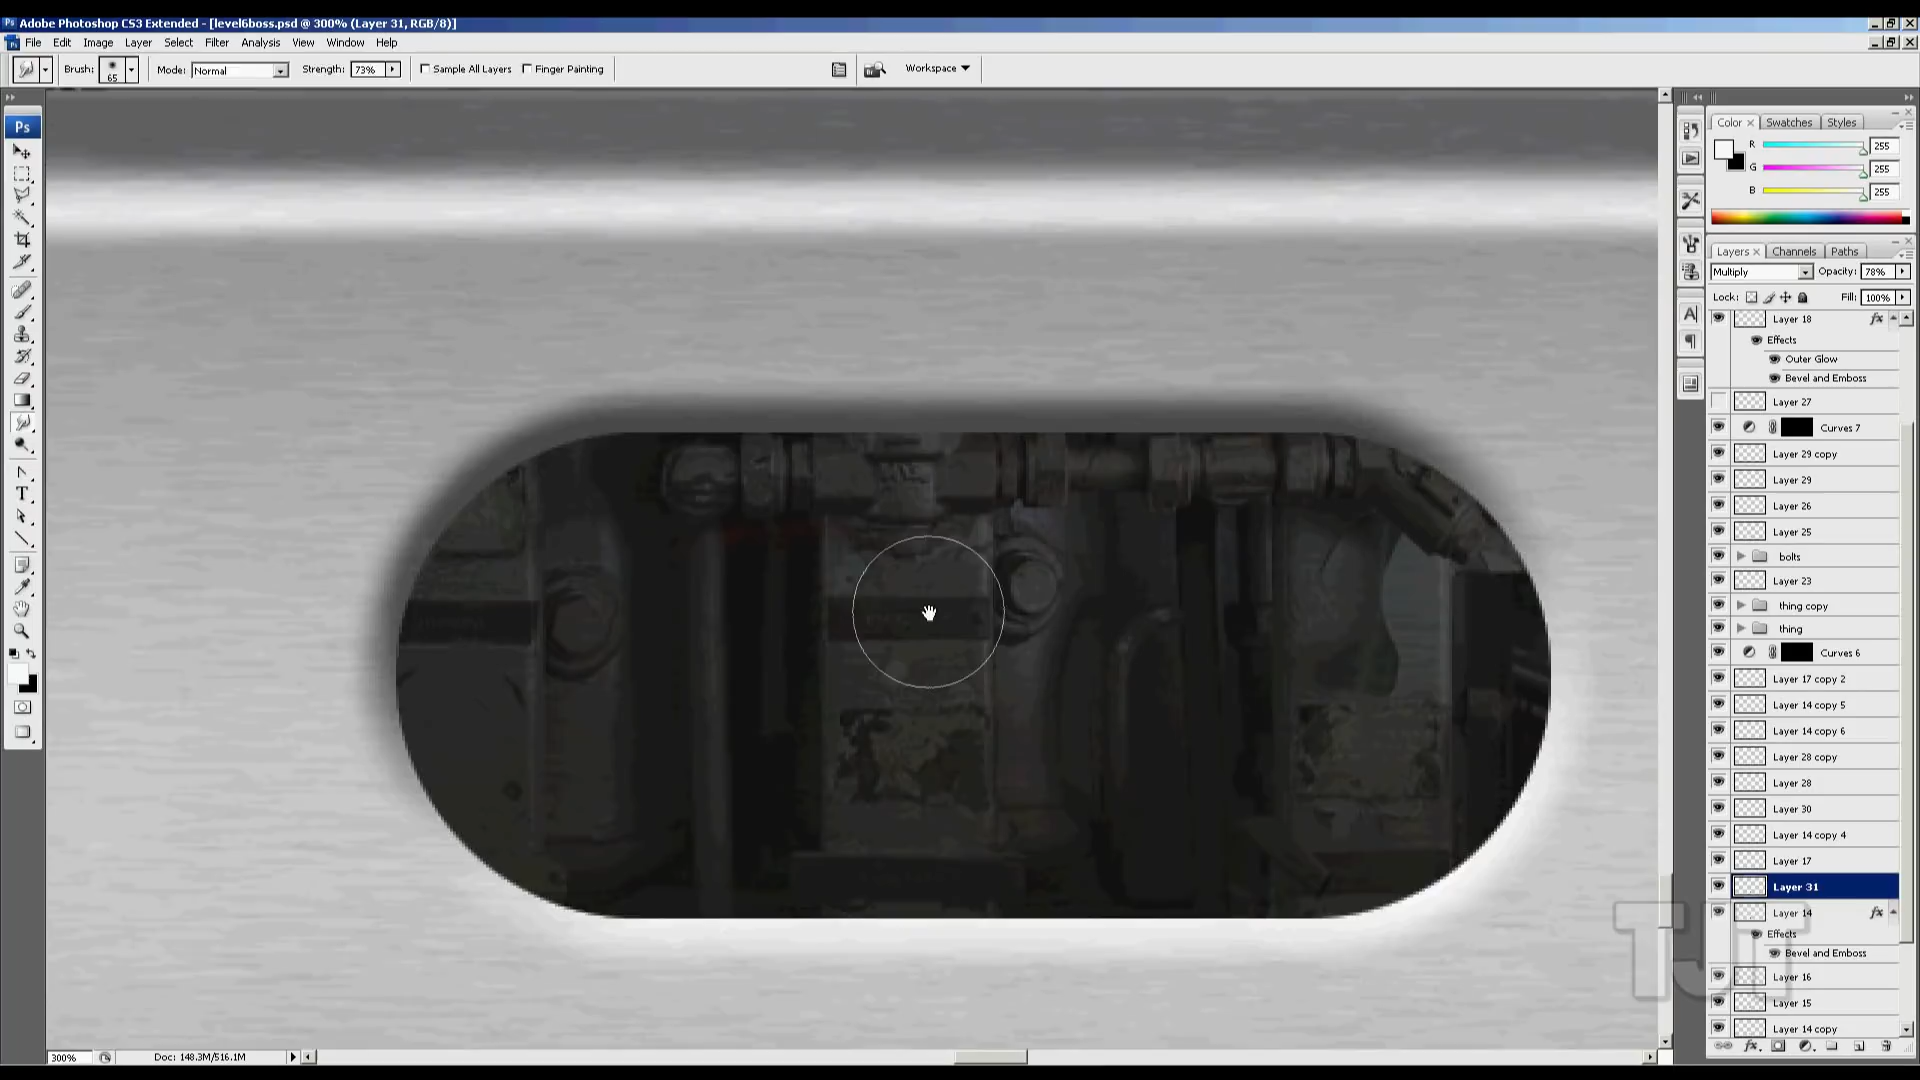 Adobe Photoshop CS3 Extended - [level6boss.psd @ 300% (Layer 31, RGB/8)]
File Edit Image Layer Select Filter Analysis View Window Help
Brush: 65 Mode: Normal Strength: 73% Sample All Layers Finger Painting Workspace
Ps
Color Swatches Styles
R 255
G 255
B 255
Layers Channels Paths
Multiply Opacity: 78%
Lock: Fill: 100%
Layer 18 fx
Effects
Outer Glow
Bevel and Emboss
Layer 27
Curves 7
Layer 29 copy
Layer 29
Layer 26
Layer 25
bolts
Layer 23
thing copy
thing
Curves 6
Layer 17 copy 2
Layer 14 copy 5
Layer 14 copy 6
Layer 28 copy
Layer 28
Layer 30
Layer 14 copy 4
Layer 17
Layer 31
Layer 14 fx
Effects
Bevel and Emboss
Layer 16
Layer 15
Layer 14 copy
TJT
300% Doc: 148.3M/516.1M